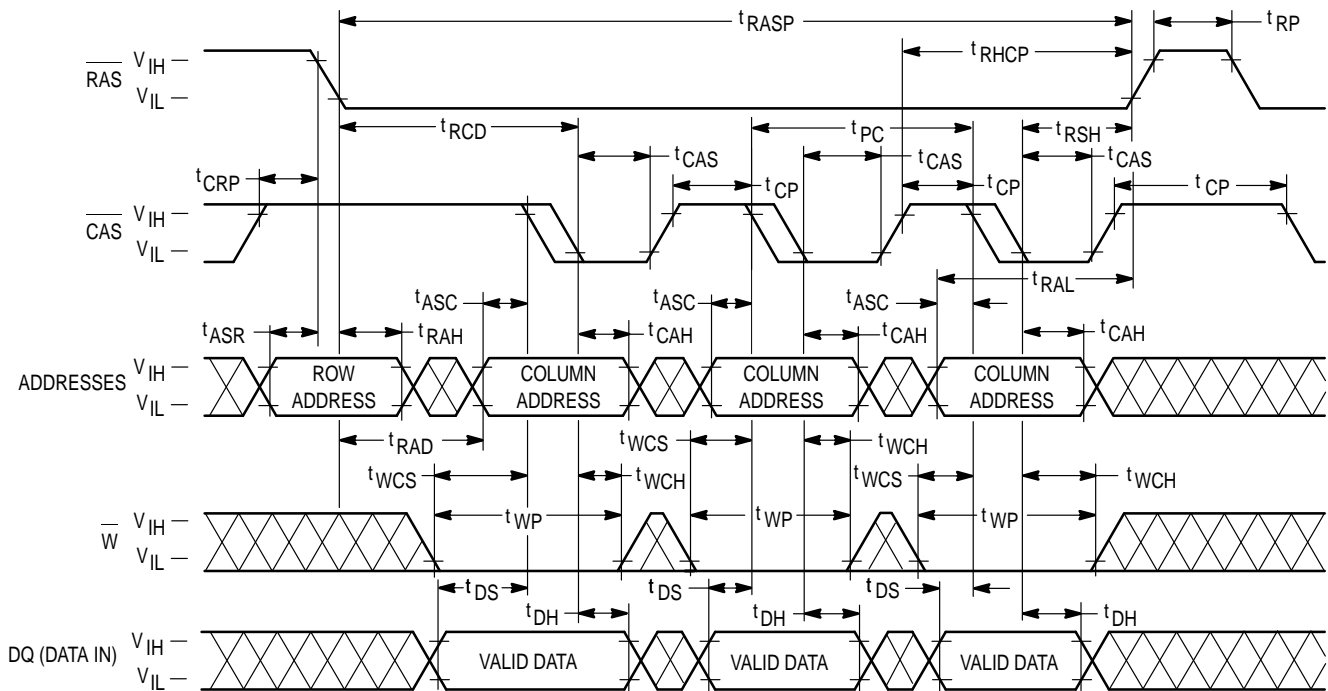 tRASP
tRP
tRHCP
RAS
VIH
VIL
tRCD
tPC
tRSH
tCAS
tCAS
tCAS
tCRP
tCP
tCP
tCP
CAS
VIH
VIL
tRAL
tASC
tASC
tASC
tASR
tRAH
tCAH
tCAH
tCAH
ADDRESSES
VIH
VIL
ROW ADDRESS
COLUMN ADDRESS
COLUMN ADDRESS
COLUMN ADDRESS
tRAD
tWCS
tWCH
tWCS
tWCH
tWCS
tWCH
W
VIH
VIL
tWP
tWP
tWP
tDS
tDS
tDS
tDH
tDH
tDH
DQ (DATA IN)
VIH
VIL
VALID DATA
VALID DATA
VALID DATA